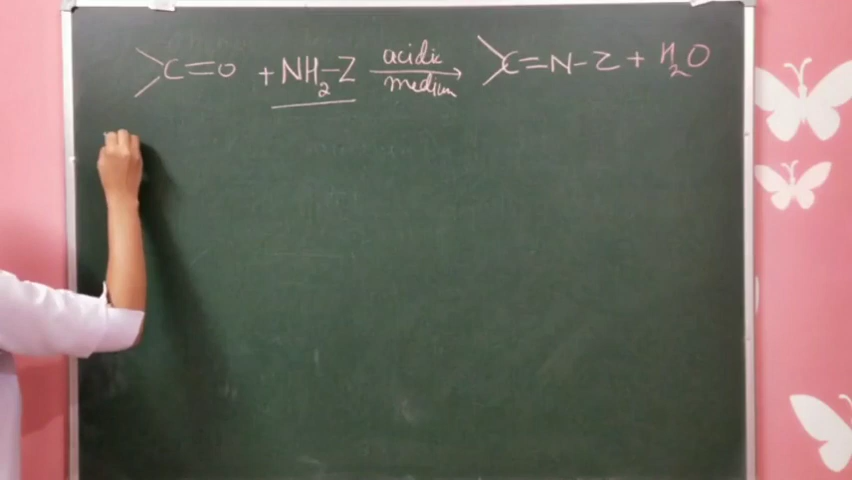 >C=O + NH2-Z acidic medium → >C=N-Z + H2O